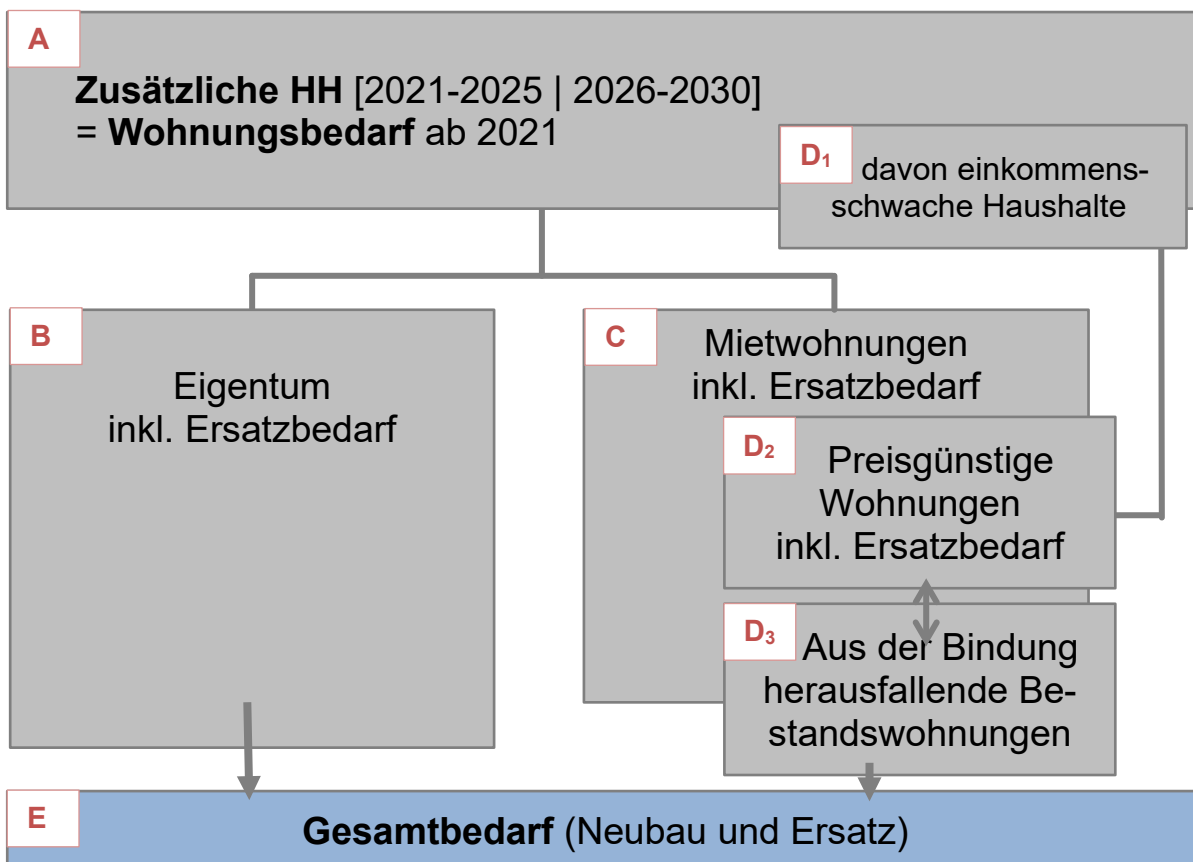 A
Zusätzliche HH [2021-2025 | 2026-2030]
= Wohnungsbedarf ab 2021
D₁
davon einkommens-
schwache Haushalte
B
Eigentum
inkl. Ersatzbedarf
C
Mietwohnungen
inkl. Ersatzbedarf
D₂
Preisgünstige
Wohnungen
inkl. Ersatzbedarf
D₃
Aus der Bindung
herausfallende Be-
standswohnungen
E
Gesamtbedarf (Neubau und Ersatz)